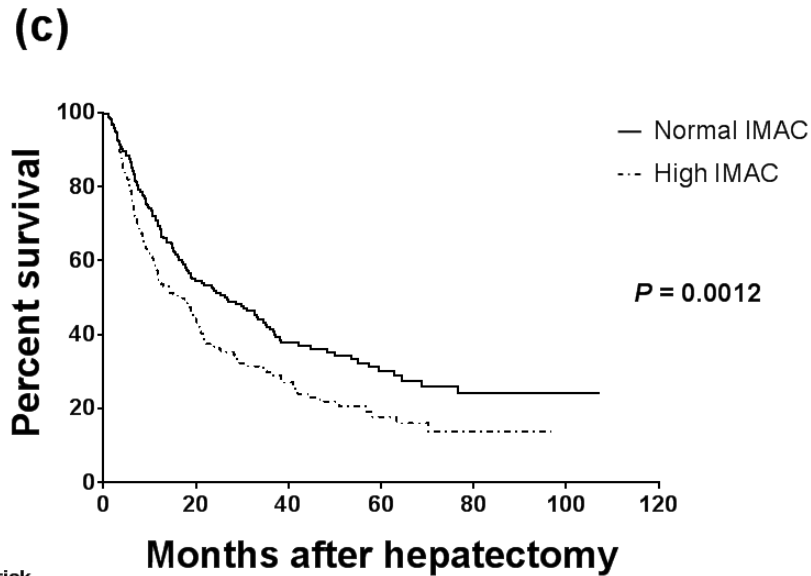 (c)
Percent survival
100
80
60
40
20
0
0 20 40 60 80 100 120
Months after hepatectomy
Normal IMAC
High IMAC
P = 0.0012
risk